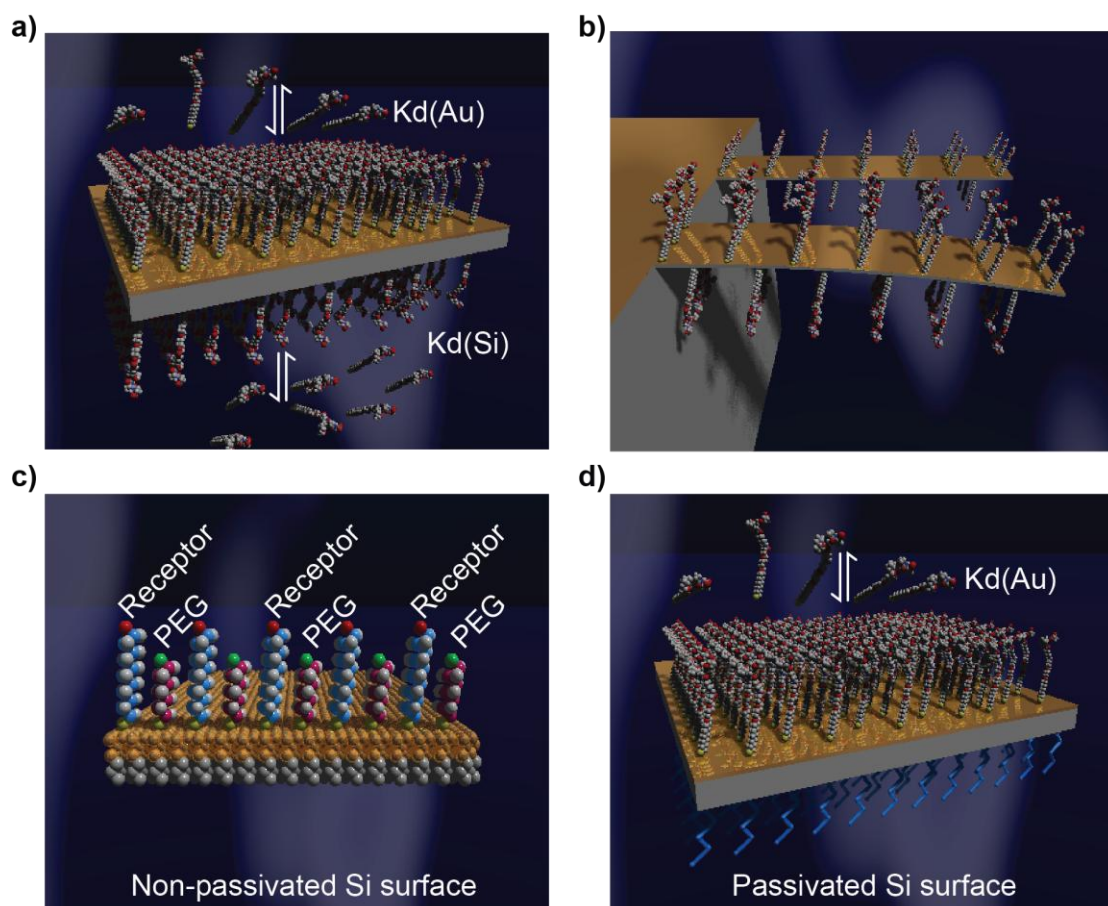 a)
Kd(Au)
Kd(Si)
b)
c)
Receptor
PEG
Receptor
PEG
Receptor
PEG
Non-passivated Si surface
d)
Kd(Au)
Passivated Si surface